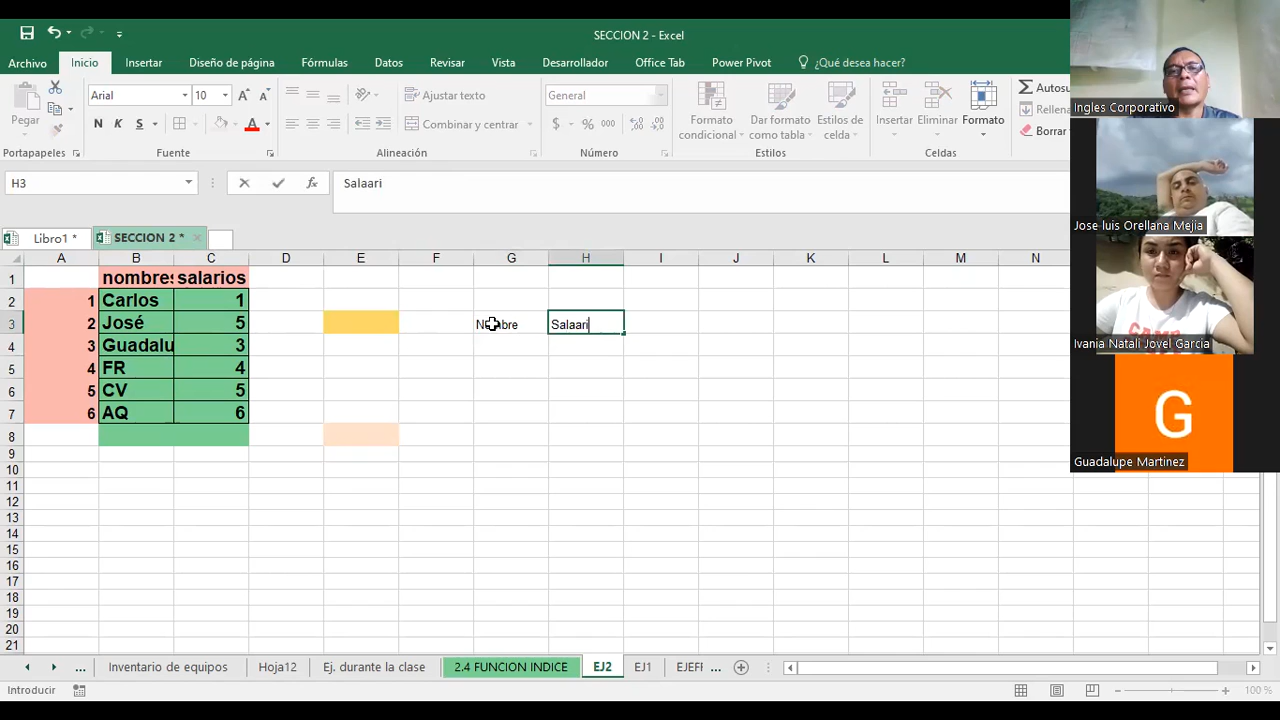 SECCION 2 - Excel
Archivo Inicio Insertar Diseño de página Fórmulas Datos Revisar Vista Desarrollador Office Tab Power Pivot ¿Qué desea hacer?
Pegar
Arial 10
N K S
Ajustar texto
Combinar y centrar
General
$ % 000
Formato condicional
Dar formato como tabla
Estilos de celda
Insertar Eliminar Formato
Autosu
Rellena
Borrar
Portapapeles Fuente Alineación Número Estilos Celdas
H3 fx Salaari
Libro1 * SECCION 2 *
A B C D E F G H I J K L M N
1 nombres salarios
2 1 Carlos 1
3 2 José 5 Nombre Salaari
4 3 Guadalu 3
5 4 FR 4
6 5 CV 5
7 6 AQ 6
8
9
10
11
12
13
14
15
16
17
18
19
20
21
... Inventario de equipos Hoja12 Ej. durante la clase 2.4 FUNCION INDICE EJ2 EJ1 EJEFI ...
Introducir 100 %
Ingles Corporativo
Jose luis Orellana Mejia
CAMP
Ivania Natali Jovel Garcia
G
Guadalupe Martinez